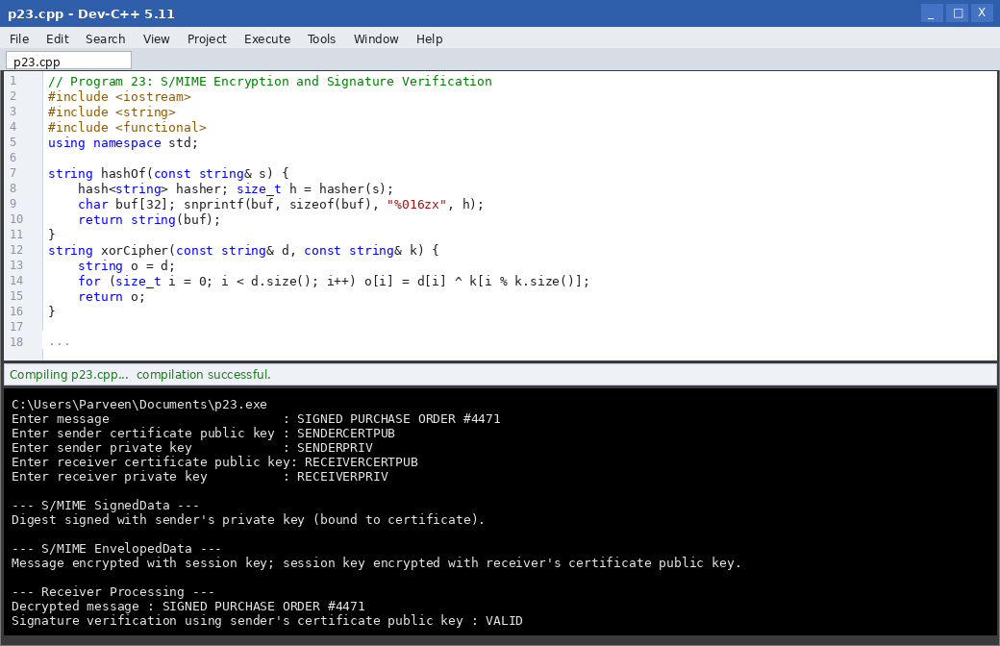 p23.cpp - Dev-C++ 5.11
_ □ X
File Edit Search View Project Execute Tools Window Help
p23.cpp
1 // Program 23: S/MIME Encryption and Signature Verification
2 #include <iostream>
3 #include <string>
4 #include <functional>
5 using namespace std;
6
7 string hashOf(const string& s) {
8     hash<string> hasher; size_t h = hasher(s);
9     char buf[32]; snprintf(buf, sizeof(buf), "%016zx", h);
10     return string(buf);
11 }
12 string xorCipher(const string& d, const string& k) {
13     string o = d;
14     for (size_t i = 0; i < d.size(); i++) o[i] = d[i] ^ k[i % k.size()];
15     return o;
16 }
17
18 ...
Compiling p23.cpp...  compilation successful.
C:\Users\Parveen\Documents\p23.exe
Enter message                       : SIGNED PURCHASE ORDER #4471
Enter sender certificate public key : SENDERCERTPUB
Enter sender private key            : SENDERPRIV
Enter receiver certificate public key: RECEIVERCERTPUB
Enter receiver private key          : RECEIVERPRIV
--- S/MIME SignedData ---
Digest signed with sender's private key (bound to certificate).
--- S/MIME EnvelopedData ---
Message encrypted with session key; session key encrypted with receiver's certificate public key.
--- Receiver Processing ---
Decrypted message : SIGNED PURCHASE ORDER #4471
Signature verification using sender's certificate public key : VALID